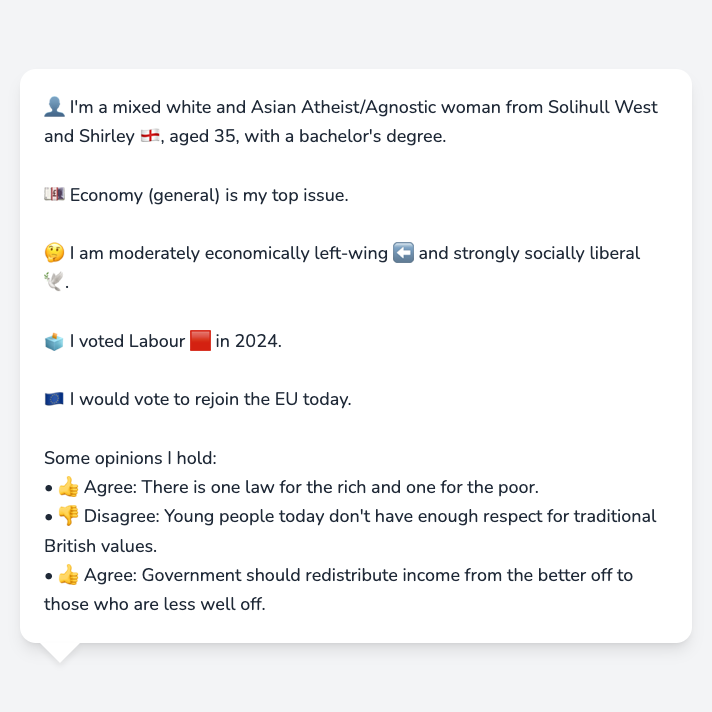 👤 I'm a mixed white and Asian Atheist/Agnostic woman from Solihull West
and Shirley 🏴󠁧󠁢󠁥󠁮󠁧󠁿, aged 35, with a bachelor's degree.
💷 Economy (general) is my top issue.
🤔 I am moderately economically left-wing ⬅️ and strongly socially liberal
🕊️.
🗳️ I voted Labour 🟥 in 2024.
🇪🇺 I would vote to rejoin the EU today.
Some opinions I hold:
• 👍 Agree: There is one law for the rich and one for the poor.
• 👎 Disagree: Young people today don't have enough respect for traditional
British values.
• 👍 Agree: Government should redistribute income from the better off to
those who are less well off.